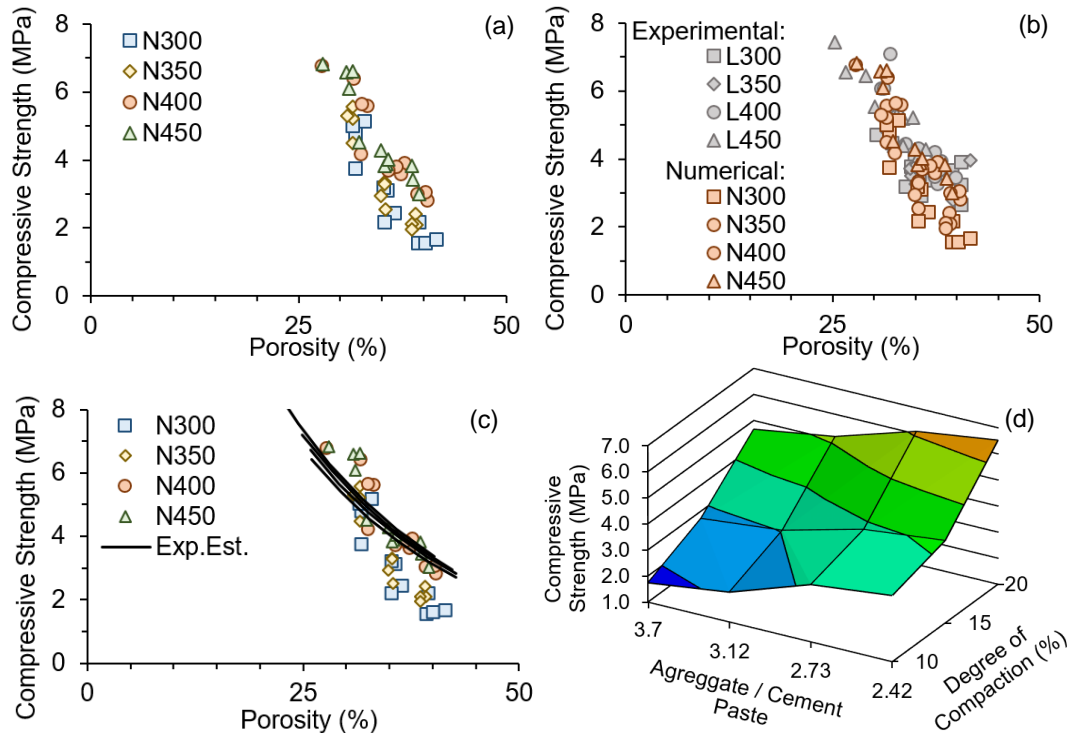 (a)
Compressive Strength (MPa)
8
6
4
2
0
0
25
50
Porosity (%)
N300
N350
N400
N450
(b)
Compressive Strength (MPa)
8
6
4
2
0
0
25
50
Porosity (%)
Experimental:
L300
L350
L400
L450
Numerical:
N300
N350
N400
N450
(c)
Compressive Strength (MPa)
8
6
4
2
0
0
25
50
Porosity (%)
N300
N350
N400
N450
Exp.Est.
(d)
Compressive
Strength (MPa)
7.0
6.0
5.0
4.0
3.0
2.0
1.0
3.7
3.12
2.73
2.42
Agreggate / Cement
Paste
10
15
20
Degree of
Compaction (%)